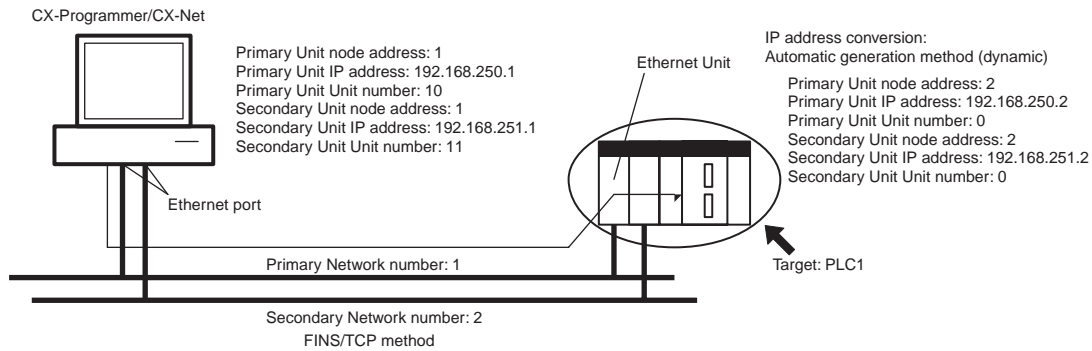 CX-Programmer/CX-Net
Primary Unit node address: 1
Primary Unit IP address: 192.168.250.1
Primary Unit Unit number: 10
Secondary Unit node address: 1
Secondary Unit IP address: 192.168.251.1
Secondary Unit Unit number: 11
Ethernet Unit
IP address conversion:
Automatic generation method (dynamic)
Primary Unit node address: 2
Primary Unit IP address: 192.168.250.2
Primary Unit Unit number: 0
Secondary Unit node address: 2
Secondary Unit IP address: 192.168.251.2
Secondary Unit Unit number: 0
Ethernet port
Primary Network number: 1
Target: PLC1
Secondary Network number: 2
FINS/TCP method